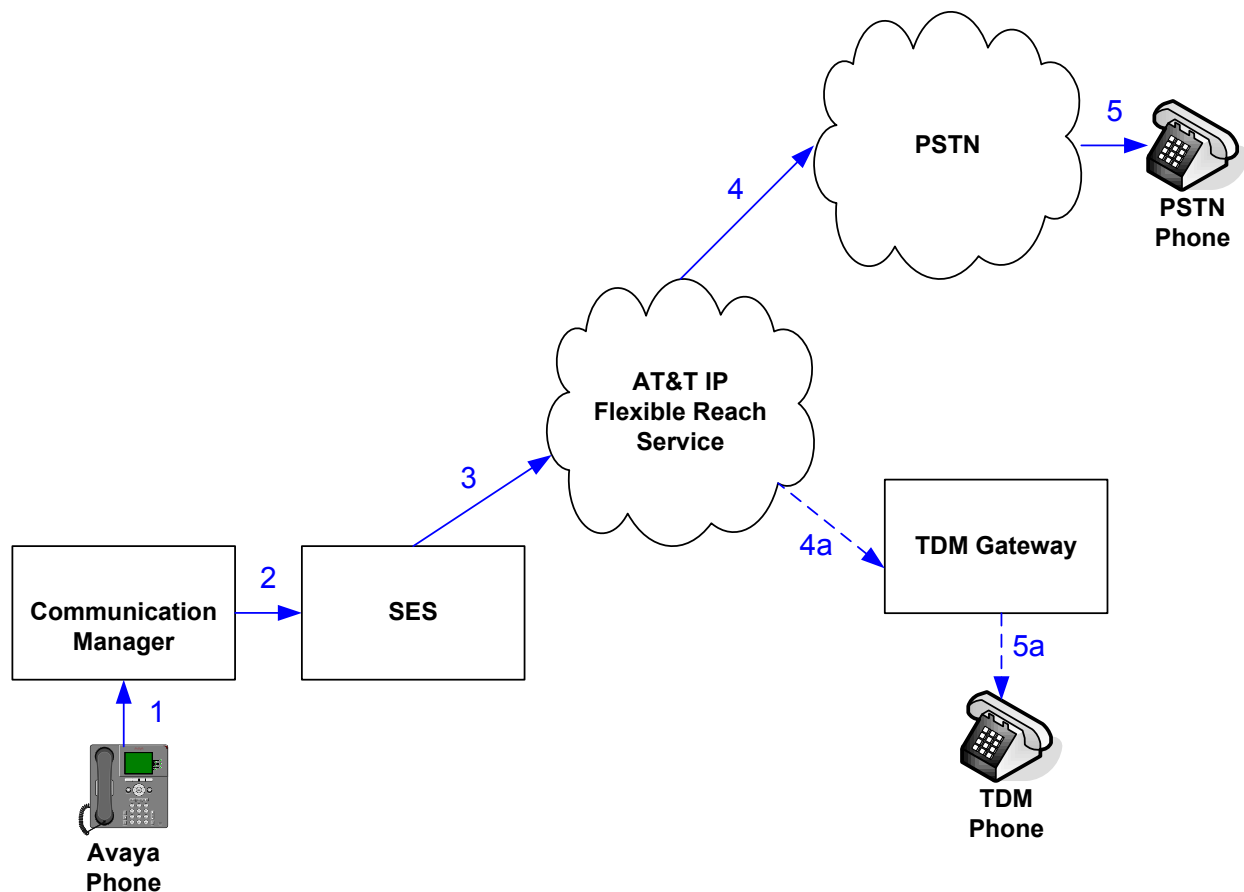 PSTN
5
PSTN
Phone
4
AT&T IP
Flexible Reach
Service
3
4a
TDM Gateway
2
Communication
Manager
SES
5a
1
TDM
Phone
Avaya
Phone